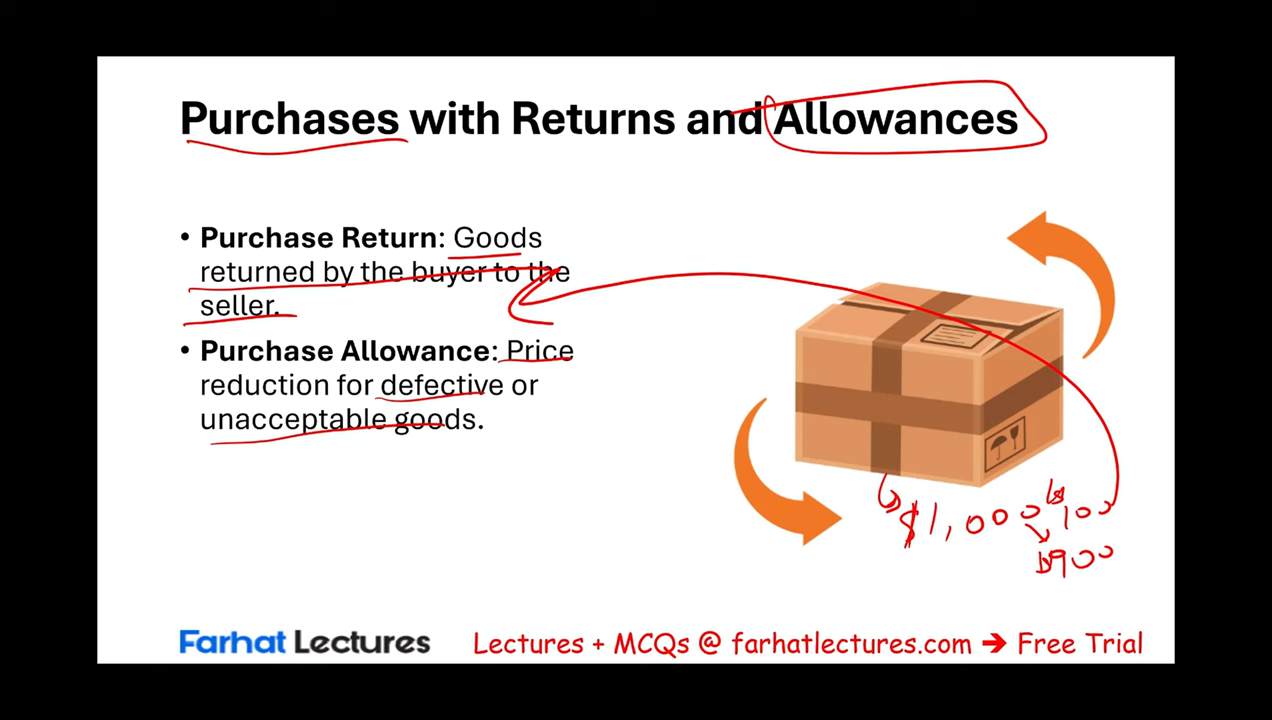 Purchases with Returns and Allowances
• Purchase Return: Goods
returned by the buyer to the
seller.
• Purchase Allowance: Price
reduction for defective or
unacceptable goods.
$1,000 $100
$900
Farhat Lectures
Lectures + MCQs @ farhatlectures.com → Free Trial